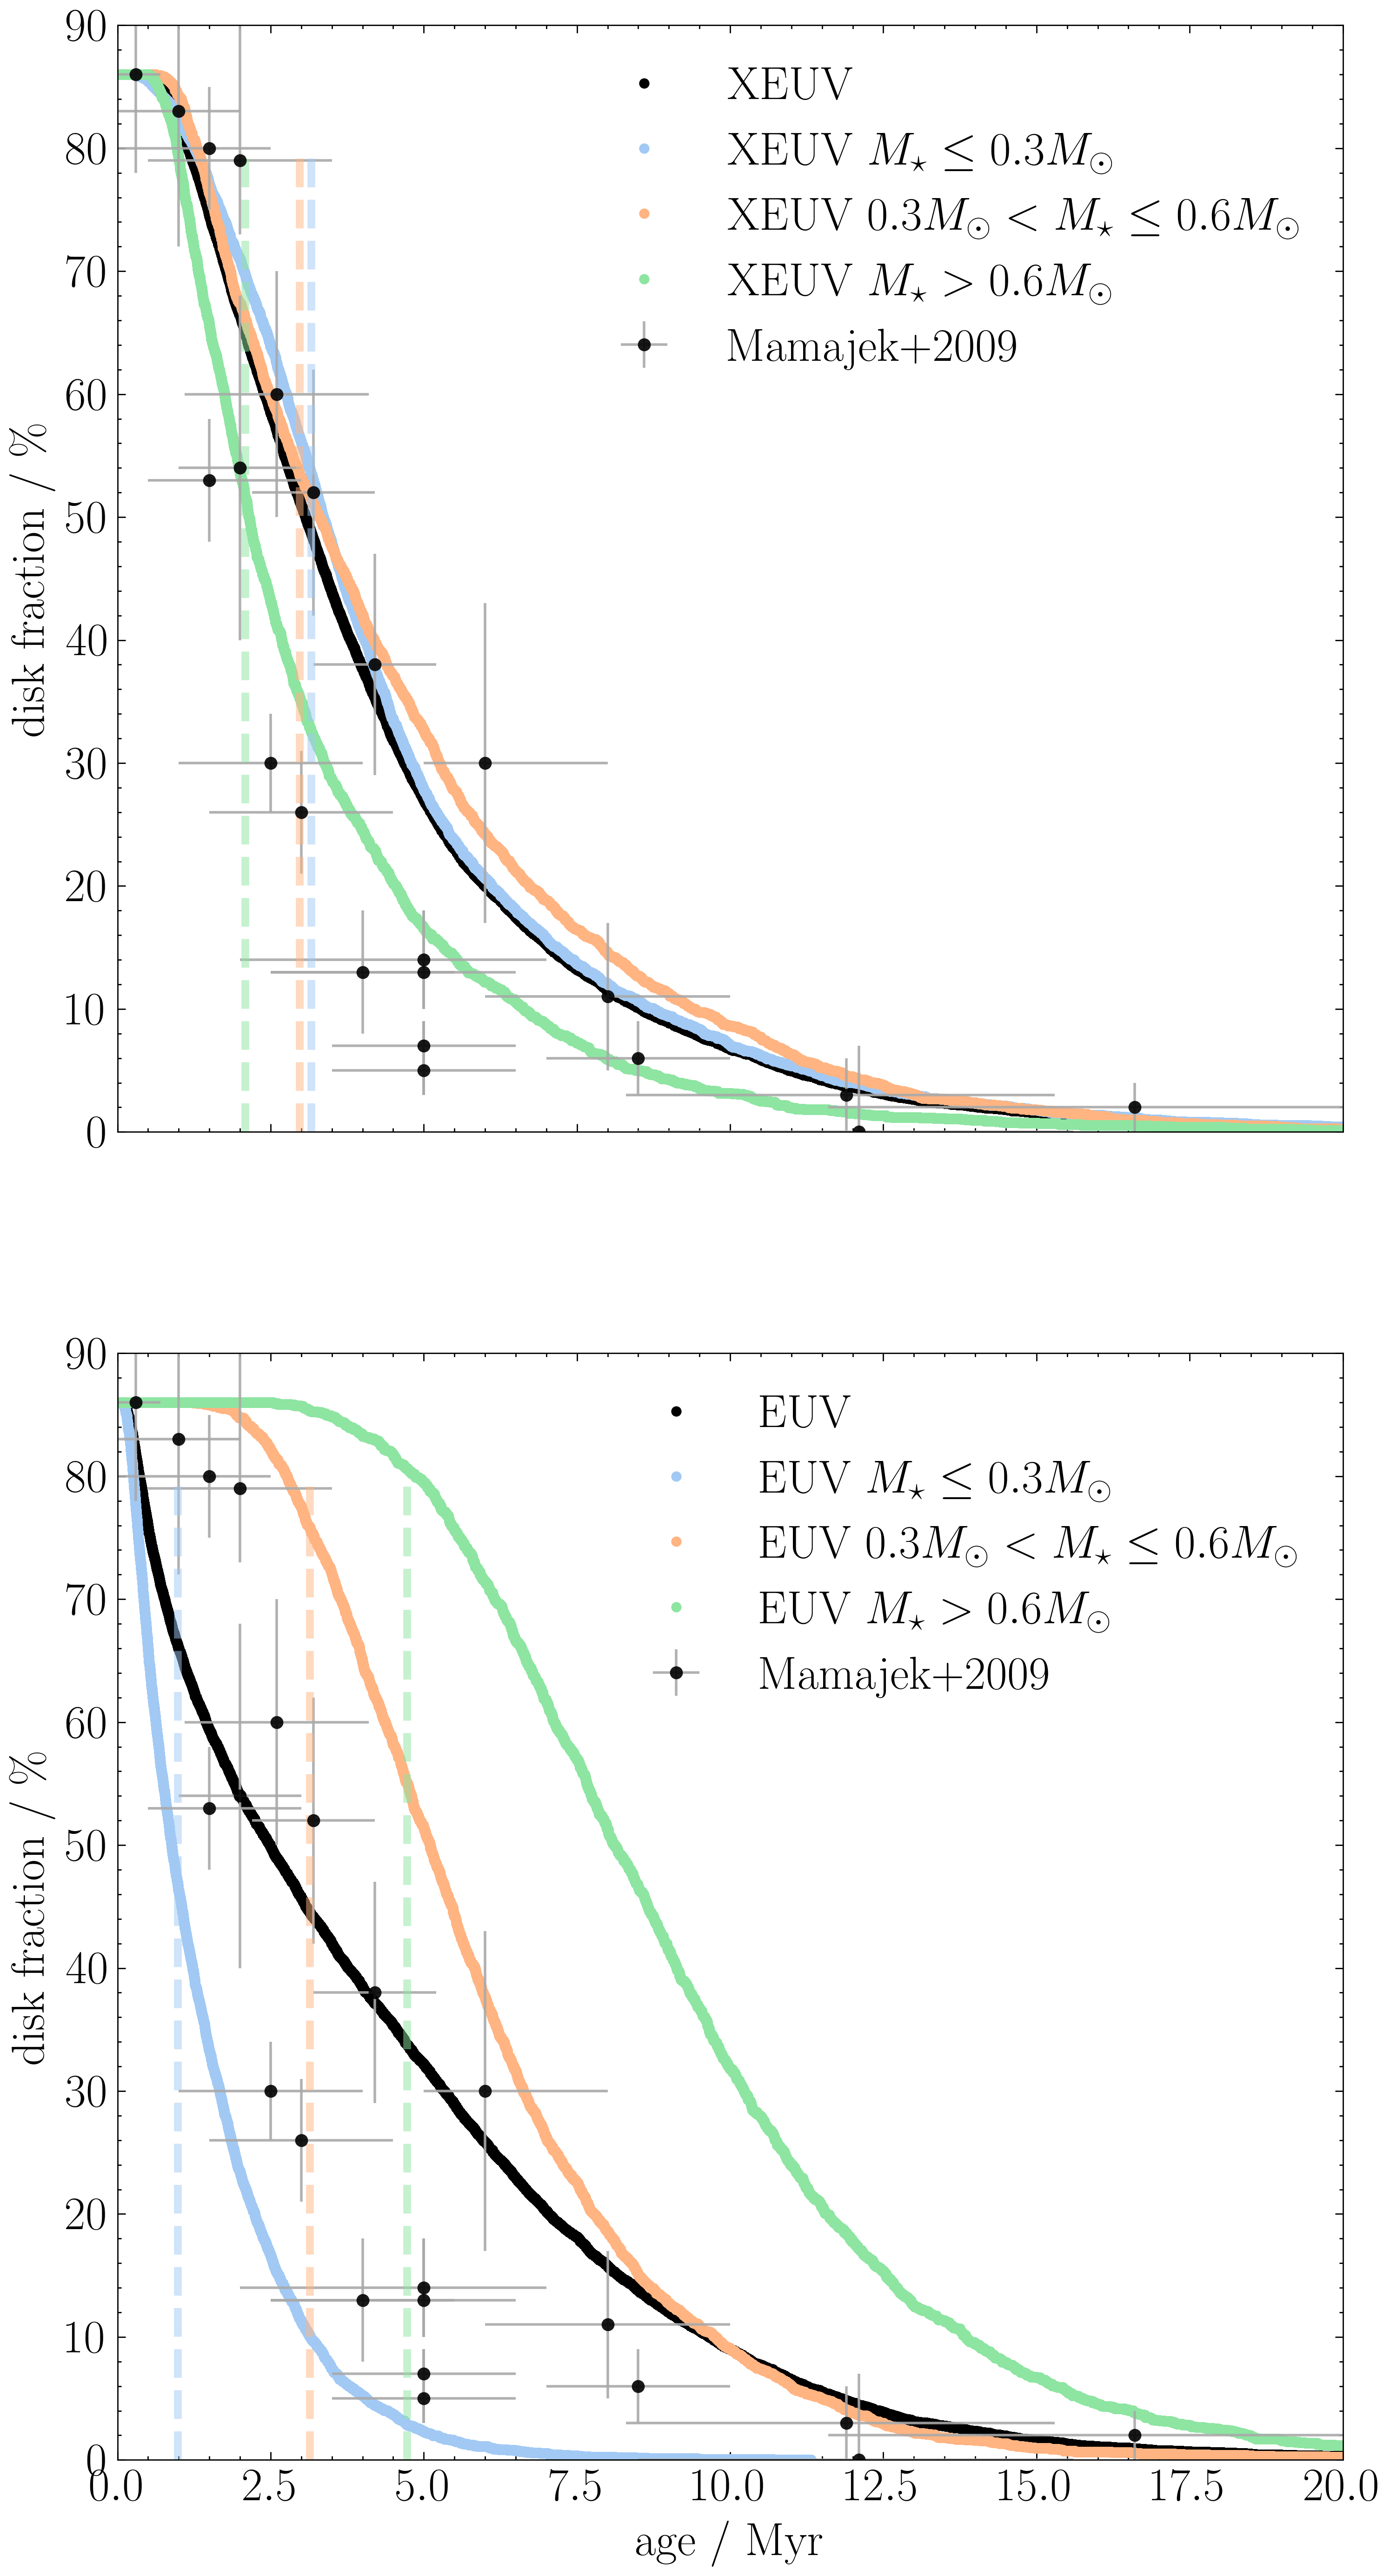 90
80
70
60
50
40
30
20
10
0
disk fraction / %
XEUV
XEUV M⋆ ≤ 0.3M⊙
XEUV 0.3M⊙ < M⋆ ≤ 0.6M⊙
XEUV M⋆ > 0.6M⊙
Mamajek+2009
90
80
70
60
50
40
30
20
10
0
disk fraction / %
EUV
EUV M⋆ ≤ 0.3M⊙
EUV 0.3M⊙ < M⋆ ≤ 0.6M⊙
EUV M⋆ > 0.6M⊙
Mamajek+2009
0.0 2.5 5.0 7.5 10.0 12.5 15.0 17.5 20.0
age / Myr